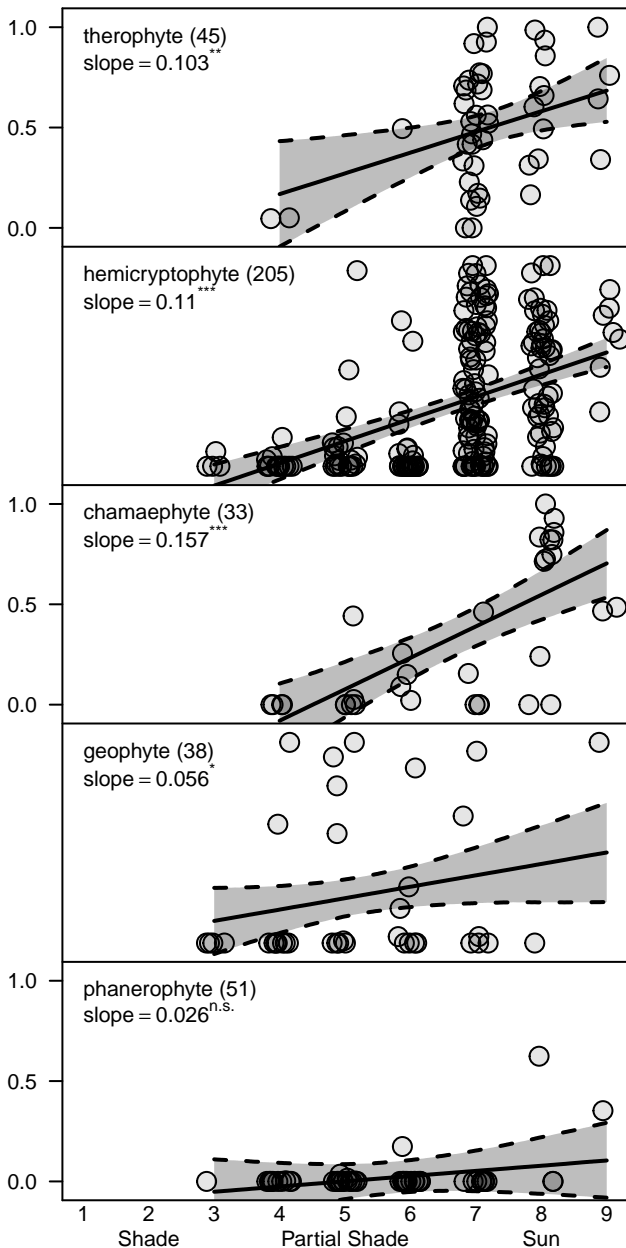 therophyte (45)
slope = 0.103**
1.0
0.5
0.0
hemicryptophyte (205)
slope = 0.11***
chamaephyte (33)
slope = 0.157***
1.0
0.5
0.0
geophyte (38)
slope = 0.056*
phanerophyte (51)
slope = 0.026n.s.
1.0
0.5
0.0
1 2 3 4 5 6 7 8 9
Shade Partial Shade Sun